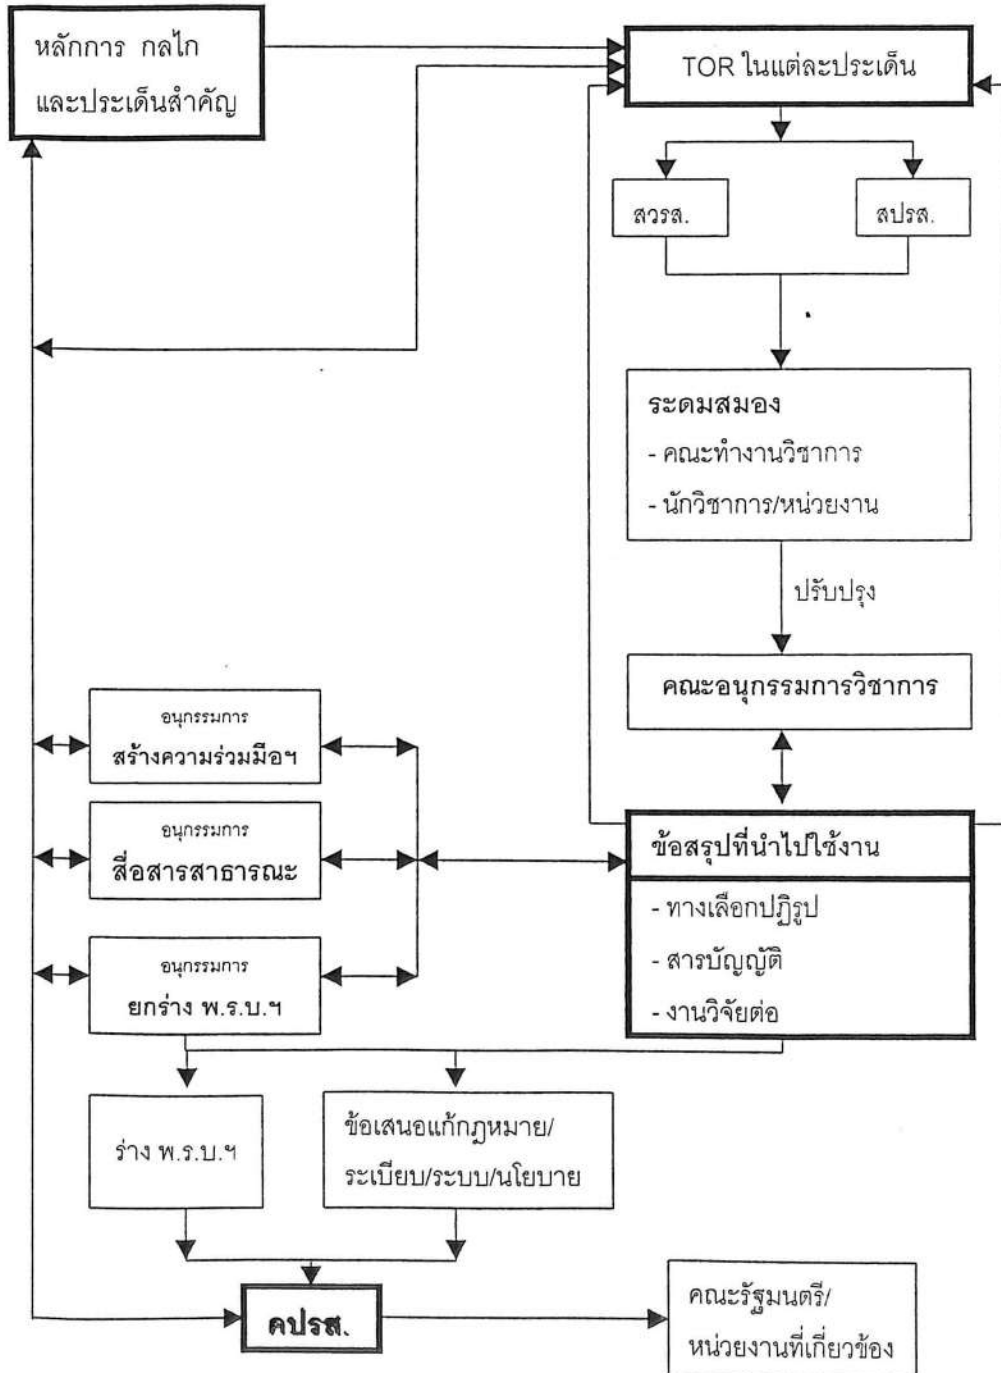 หลักการ กลไก
และประเด็นสำคัญ
TOR ในแต่ละประเด็น
สวรส.
สปรส.
ระดมสมอง
- คณะทำงานวิชาการ
- นักวิชาการ/หน่วยงาน
ปรับปรุง
คณะอนุกรรมการวิชาการ
อนุกรรมการ
สร้างความร่วมมือฯ
อนุกรรมการ
สื่อสารสาธารณะ
อนุกรรมการ
ยกร่าง พ.ร.บ.ฯ
ข้อสรุปที่นำไปใช้งาน
- ทางเลือกปฏิรูป
- สารบัญญัติ
- งานวิจัยต่อ
ร่าง พ.ร.บ.ฯ
ข้อเสนอแก้กฎหมาย/
ระเบียบ/ระบบ/นโยบาย
คปรส.
คณะรัฐมนตรี/
หน่วยงานที่เกี่ยวข้อง